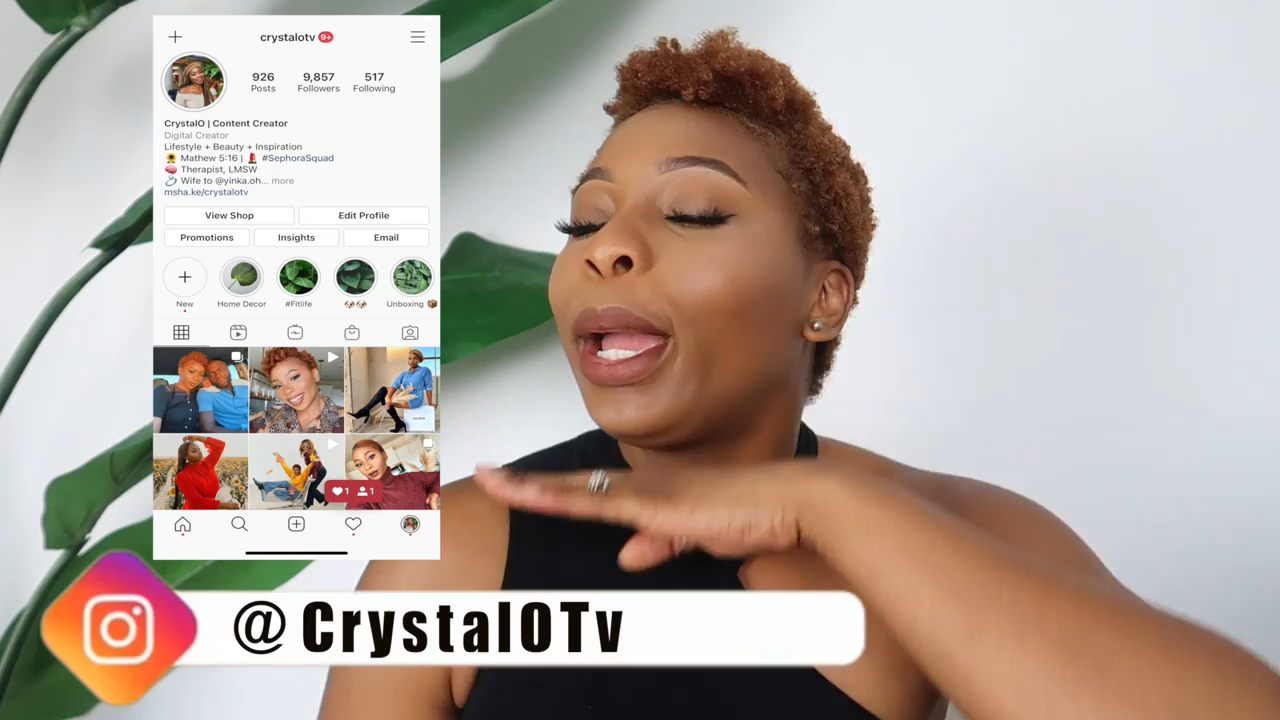 crystalotv 9+
926 9,857 517
Posts Followers Following
CrystalO | Content Creator
Digital Creator
Lifestyle + Beauty + Inspiration
🌻 Mathew 5:16 | 💄 #SephoraSquad
🧠 Therapist, LMSW
💍 Wife to @yinka.oh... more
msha.ke/crystalotv
View Shop Edit Profile
Promotions Insights Email
New Home Decor #Fitlife 🐶🐶 Unboxing 📦
1 1
@CrystalOTv